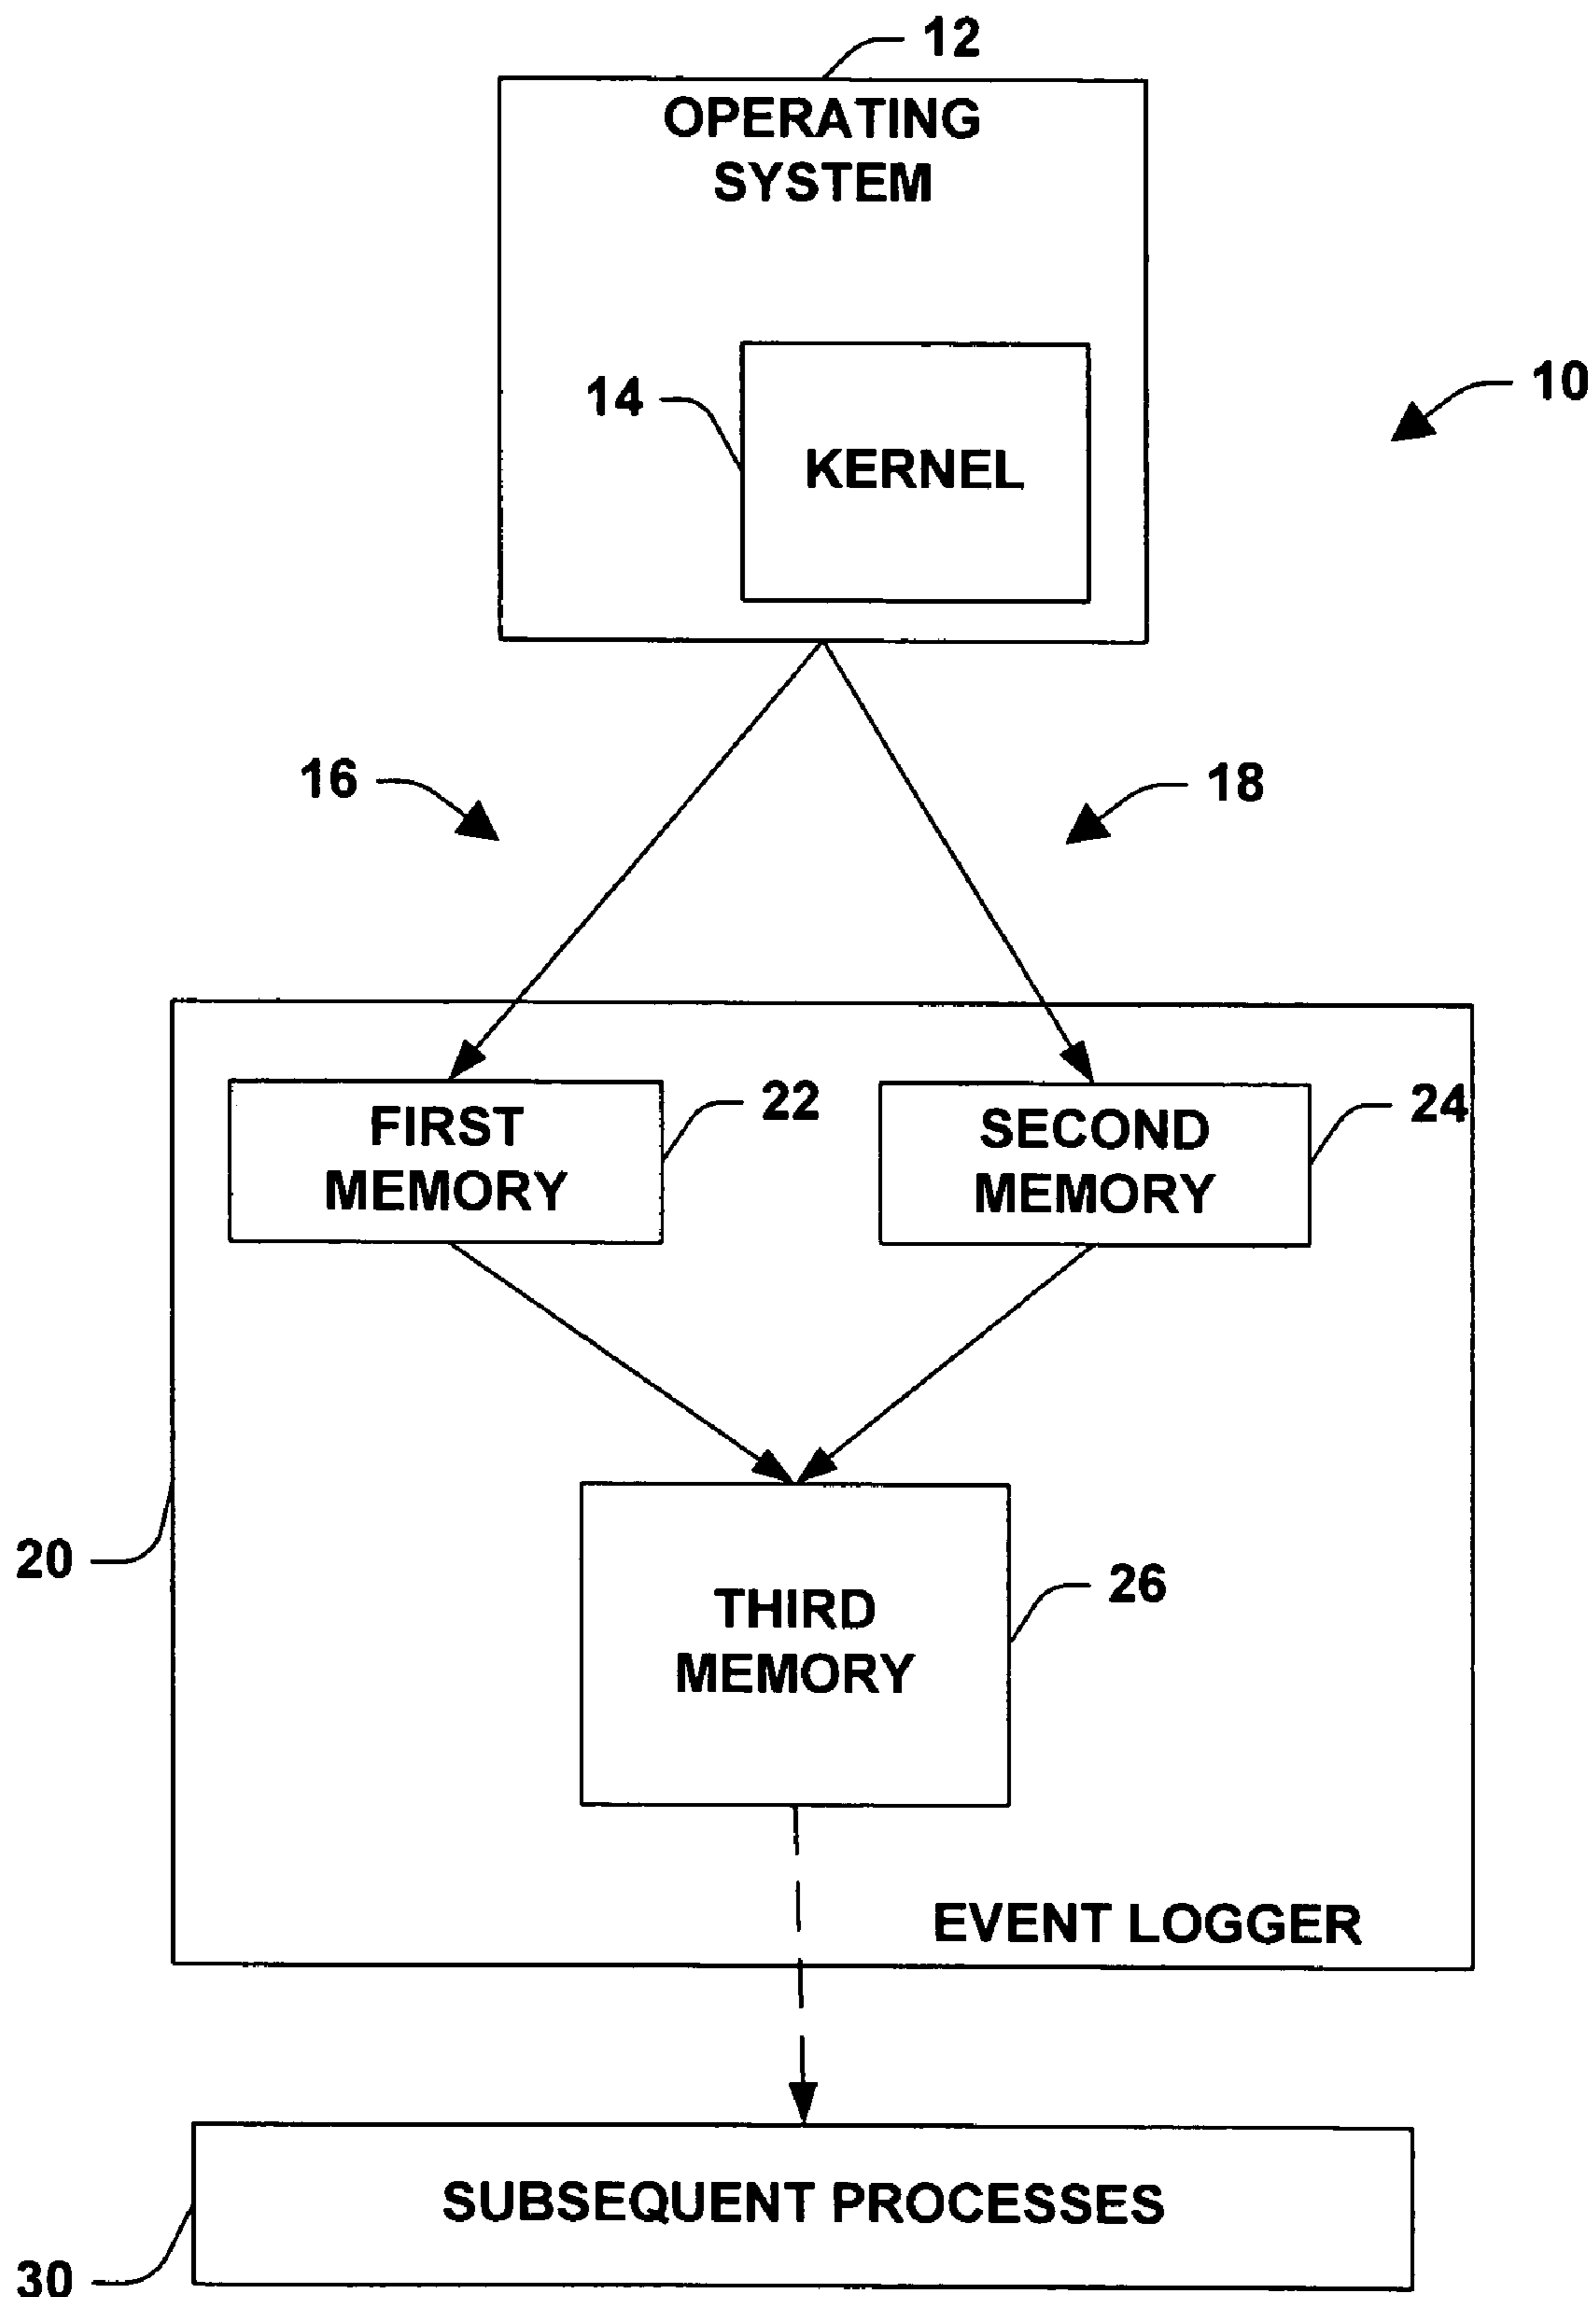 12
OPERATING
SYSTEM
10
14
KERNEL
16
18
22
24
FIRST
MEMORY
SECOND
MEMORY
20
26
THIRD
MEMORY
EVENT LOGGER
SUBSEQUENT PROCESSES
30